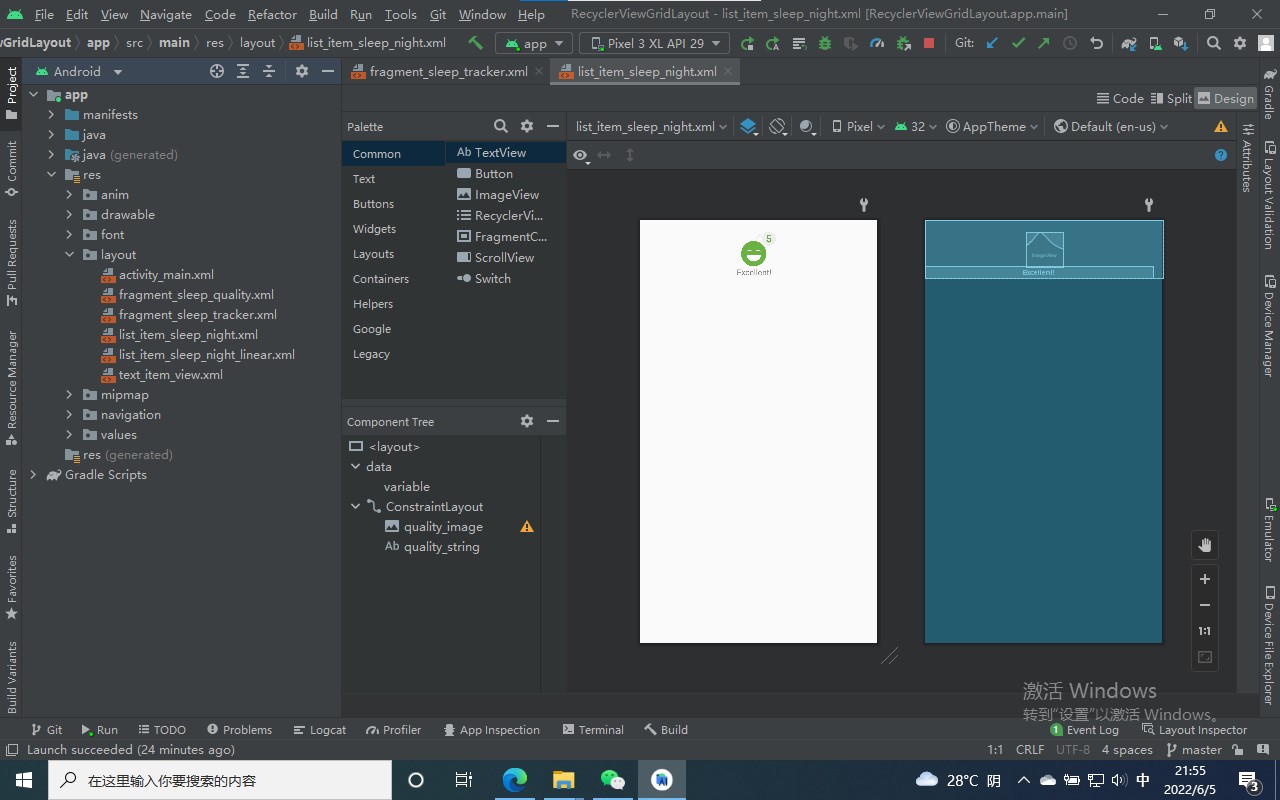 File Edit View Navigate Code Refactor Build Run Tools Git Window Help RecyclerViewGridLayout - list_item_sleep_night.xml [RecyclerViewGridLayout.app.main]
wGridLayout app src main res layout list_item_sleep_night.xml app Pixel 3 XL API 29 Git:
Android fragment_sleep_tracker.xml list_item_sleep_night.xml
Code Split Design
Project
Commit
Pull Requests
Resource Manager
Structure
Favorites
Build Variants
app
manifests
java
java (generated)
res
anim
drawable
font
layout
activity_main.xml
fragment_sleep_quality.xml
fragment_sleep_tracker.xml
list_item_sleep_night.xml
list_item_sleep_night_linear.xml
text_item_view.xml
mipmap
navigation
values
res (generated)
Gradle Scripts
Palette
Common
Text
Buttons
Widgets
Layouts
Containers
Helpers
Google
Legacy
Ab TextView
Button
ImageView
RecyclerVi...
FragmentC...
ScrollView
Switch
Component Tree
<layout>
data
variable
ConstraintLayout
quality_image
Ab quality_string
list_item_sleep_night.xml Pixel 32 AppTheme Default (en-us)
5
Excellent!
ImageView
Excellent!
1:1
Gradle
Attributes
Layout Validation
Device Manager
Emulator
Device File Explorer
激活 Windows
转到“设置”以激活 Windows。
Git Run TODO Problems Logcat Profiler App Inspection Terminal Build 1 Event Log Layout Inspector
Launch succeeded (24 minutes ago) 1:1 CRLF UTF-8 4 spaces master
在这里输入你要搜索的内容 28°C 阴 中 21:55
2022/6/5 3